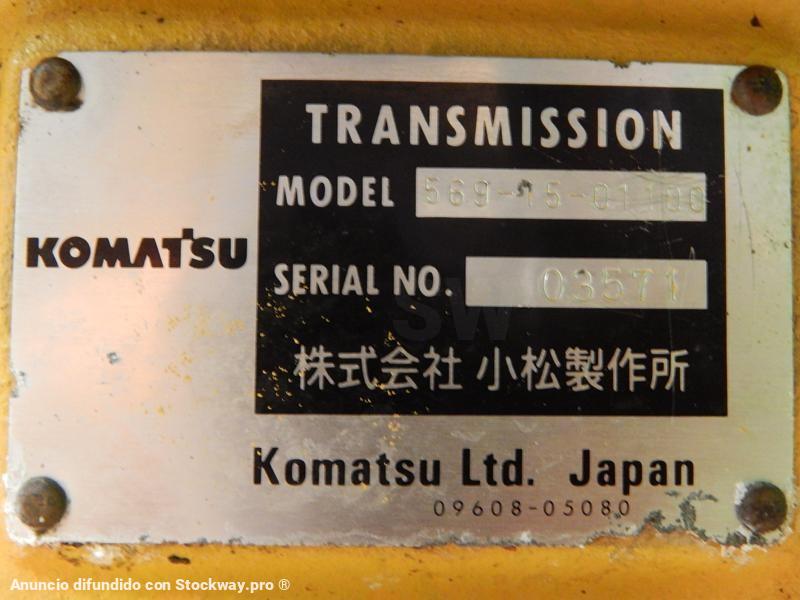 TRANSMISSION
MODEL 569-15-01100
KOMATSU
SERIAL NO. 03571
株式会社 小松製作所
Komatsu Ltd. Japan
09608-05080
SW
Anuncio difundido con Stockway.pro ®